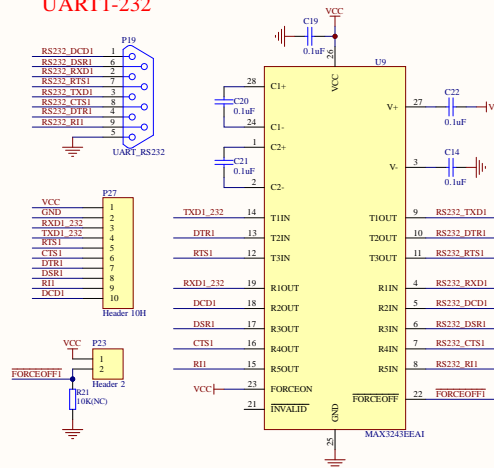 UART1-232
P19
RS232_DCD1 1
RS232_DSR1 6
RS232_RXD1 2
RS232_RTS1 7
RS232_TXD1 3
RS232_CTS1 8
RS232_DTR1 4
RS232_RI1 9
5
UART_RS232
P27
VCC 1
GND 2
RXD1_232 3
TXD1_232 4
RTS1 5
CTS1 6
DTR1 7
DSR1 8
RI1 9
DCD1 10
Header 10H
P23
VCC
1
2
FORCEOFF1
Header 2
R21
10K(NC)
VCC
C19
0.1uF
26
U9
VCC
28 C1+
C20
0.1uF
24 C1-
1 C2+
C21
0.1uF
2 C2-
V+ 27
C22
0.1uF
V- 3
C14
0.1uF
TXD1_232 14 T1IN T1OUT 9 RS232_TXD1
DTR1 13 T2IN T2OUT 10 RS232_DTR1
RTS1 12 T3IN T3OUT 11 RS232_RTS1
RXD1_232 19 R1OUT R1IN 4 RS232_RXD1
DCD1 18 R2OUT R2IN 5 RS232_DCD1
DSR1 17 R3OUT R3IN 6 RS232_DSR1
CTS1 16 R4OUT R4IN 7 RS232_CTS1
RI1 15 R5OUT R5IN 8 RS232_RI1
VCC 23 FORCEON FORCEOFF 22 FORCEOFF1
21 INVALID
GND
25
MAX3243EEAI